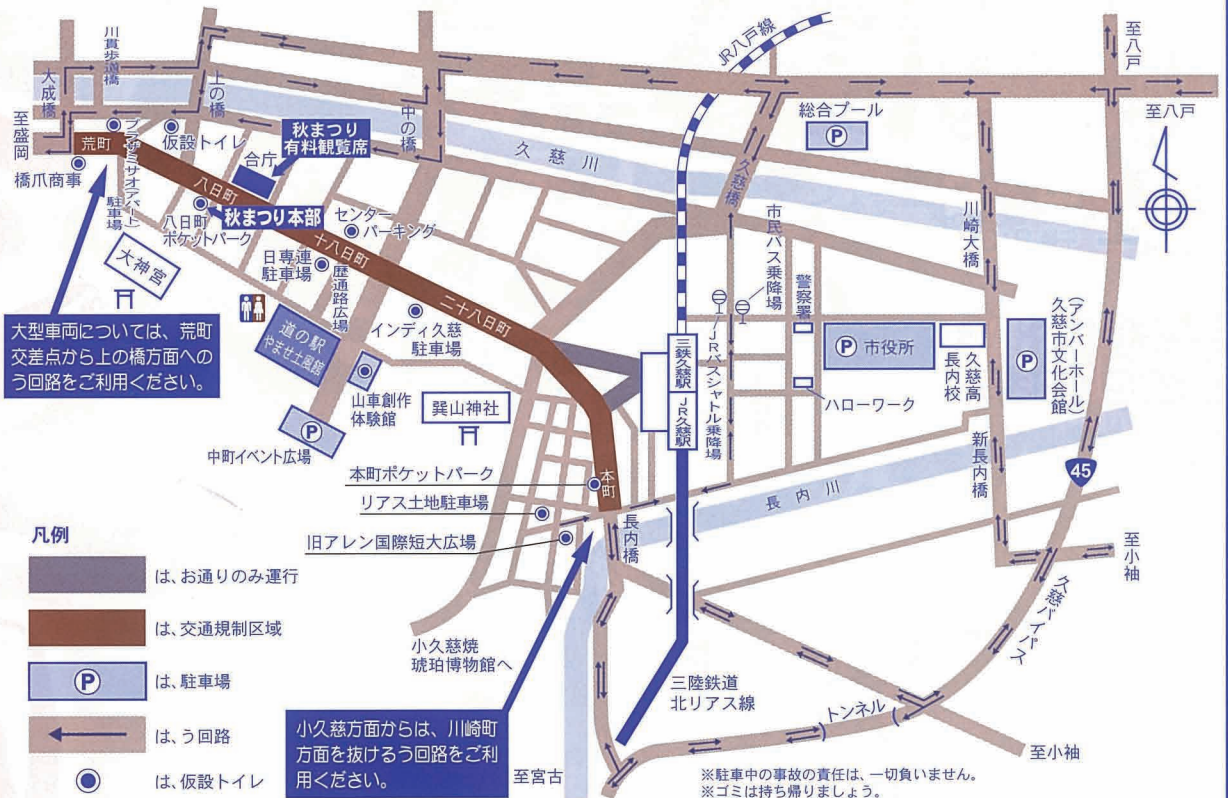 川貫歩道橋
大成橋
上の橋
中の橋
JR八戸線
至八戸
至八戸
総合プール
P
至盛岡
荒町
仮設トイレ
合庁
秋まつり
有料観覧席
久慈川
久慈橋
橋爪商事
プラザミサオ(アパート)
駐車場
八日町
八日町
ポケットパーク
秋まつり本部
センター
パーキング
十八日町
日専連
駐車場
歴通路広場
大神宮
二十八日町
インディ久慈
駐車場
市民バス乗降場
JRバスシャトル乗降場
警察署
川崎大橋
道の駅
やませ土風館
山車創作
体験館
三鉄久慈駅
JR久慈駅
P 市役所
久慈高
長内校
P
(アンバーホール)
久慈市文化会館
ハローワーク
大型車両については、荒町
交差点から上の橋方面への
う回路をご利用ください。
P
中町イベント広場
巽山神社
本町ポケットパーク
本町
リアス土地駐車場
旧アレン国際短大広場
長内橋
長内川
新長内橋
45
至小袖
久慈バイパス
小久慈焼
琥珀博物館へ
三陸鉄道
北リアス線
トンネル
至小袖
小久慈方面からは、川崎町
方面を抜けるう回路をご利
用ください。
至宮古
凡例
は、お通りのみ運行
は、交通規制区域
P は、駐車場
は、う回路
は、仮設トイレ
※駐車中の事故の責任は、一切負いません。
※ゴミは持ち帰りましょう。